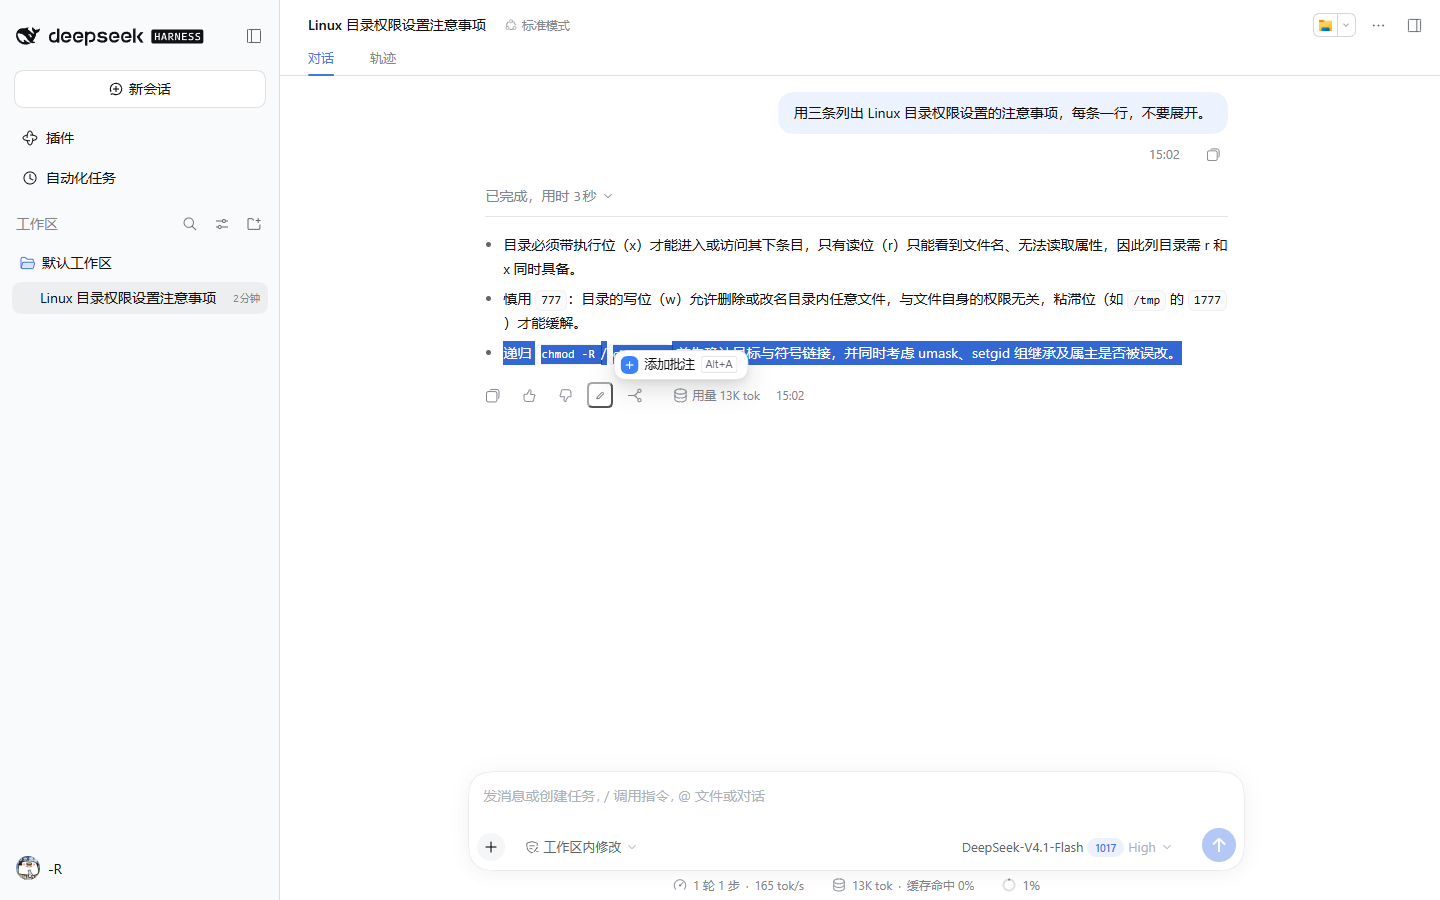 deepseek HARNESS
新会话
插件
自动化任务
工作区
默认工作区
Linux 目录权限设置注意事项 2分钟
-R
Linux 目录权限设置注意事项 标准模式
对话 轨迹
用三条列出 Linux 目录权限设置的注意事项，每条一行，不要展开。
15:02
已完成，用时 3秒
目录必须带执行位（x）才能进入或访问其下条目，只有读位（r）只能看到文件名、无法读取属性，因此列目录需 r 和
x 同时具备。
慎用 777 ：目录的写位（w）允许删除或改名目录内任意文件，与文件自身的权限无关，粘滞位（如 /tmp 的 1777
）才能缓解。
递归 chmod -R / 标与符号链接，并同时考虑 umask、setgid 组继承及属主是否被误改。
添加批注 Alt+A
用量 13K tok 15:02
发消息或创建任务, / 调用指令, @ 文件或对话
工作区内修改 DeepSeek-V4.1-Flash 1017 High
1 轮 1 步 · 165 tok/s 13K tok · 缓存命中 0% 1%